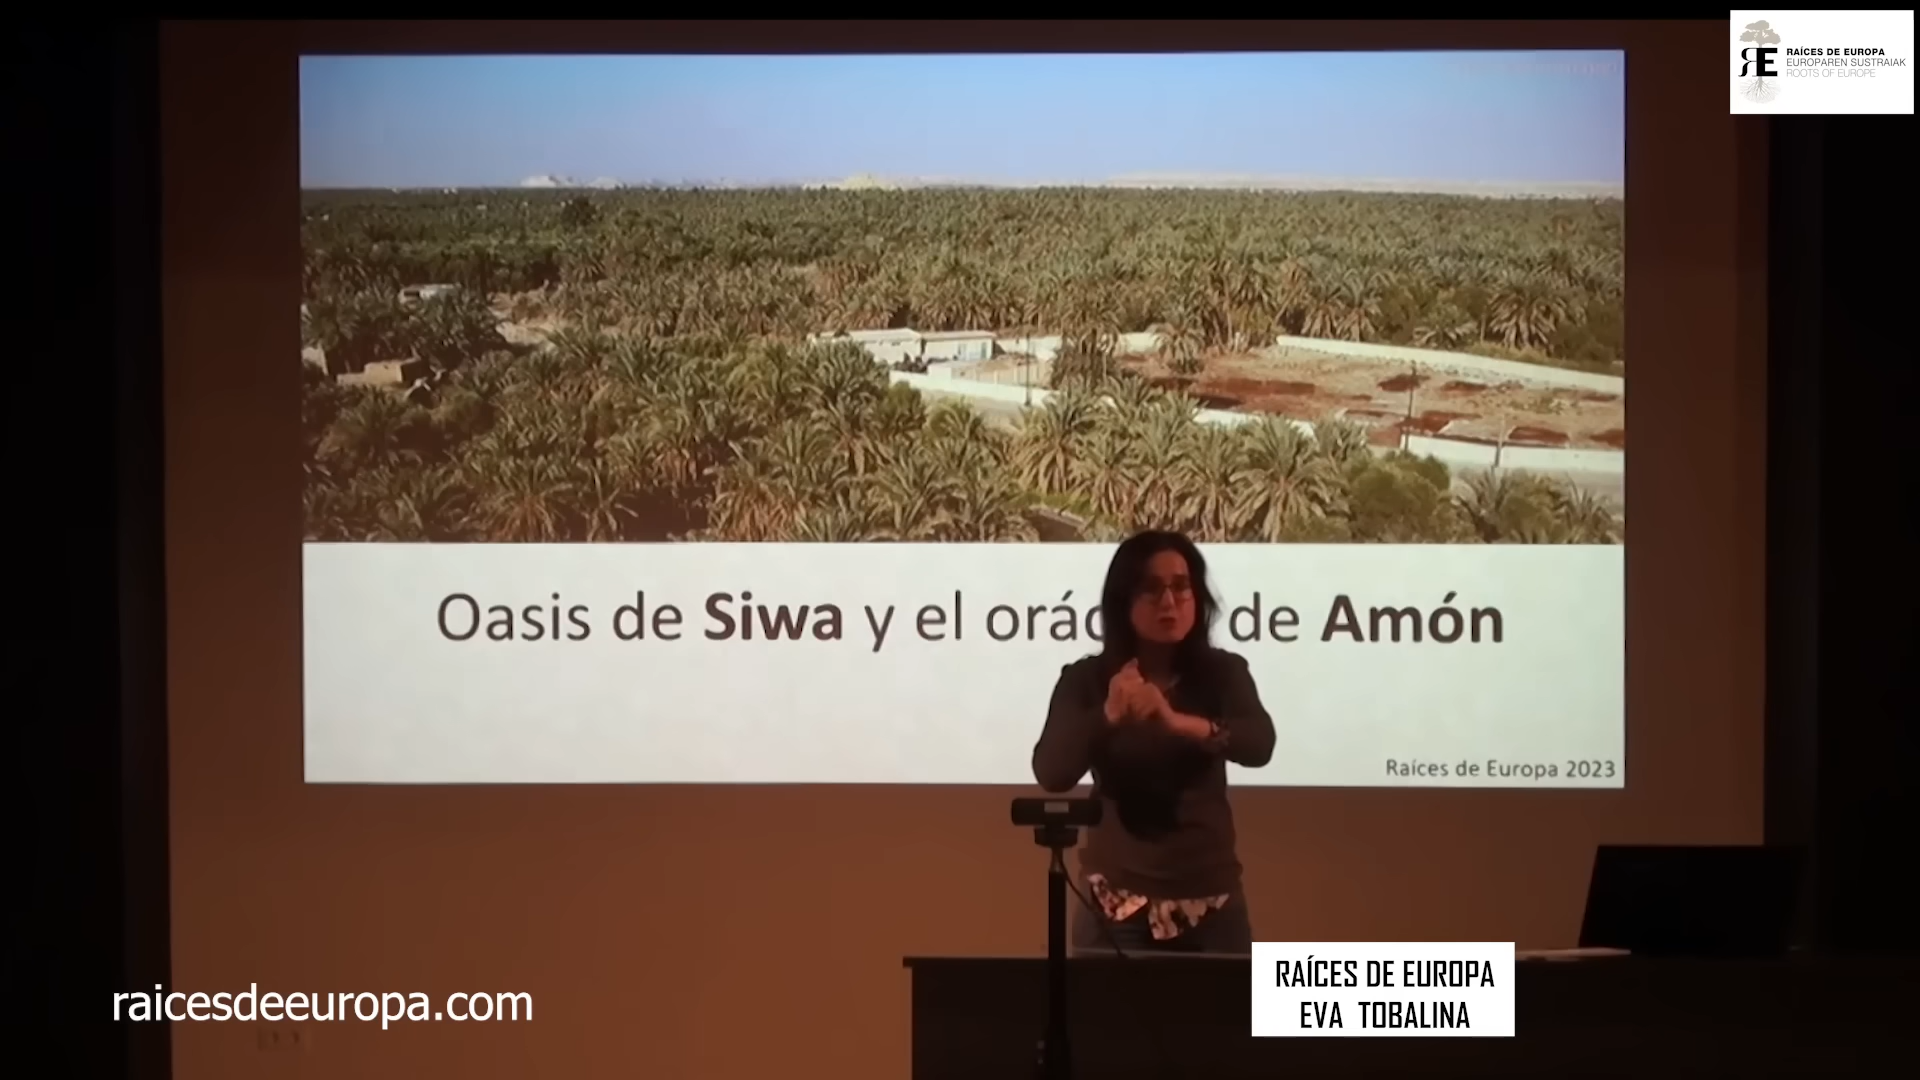 RAÍCES DE EUROPA
EUROPAREN SUSTRAIAK
ROOTS OF EUROPE
Oasis de Siwa y el orác de Amón
Raíces de Europa 2023
raicesdeeuropa.com
RAÍCES DE EUROPA
EVA TOBALINA